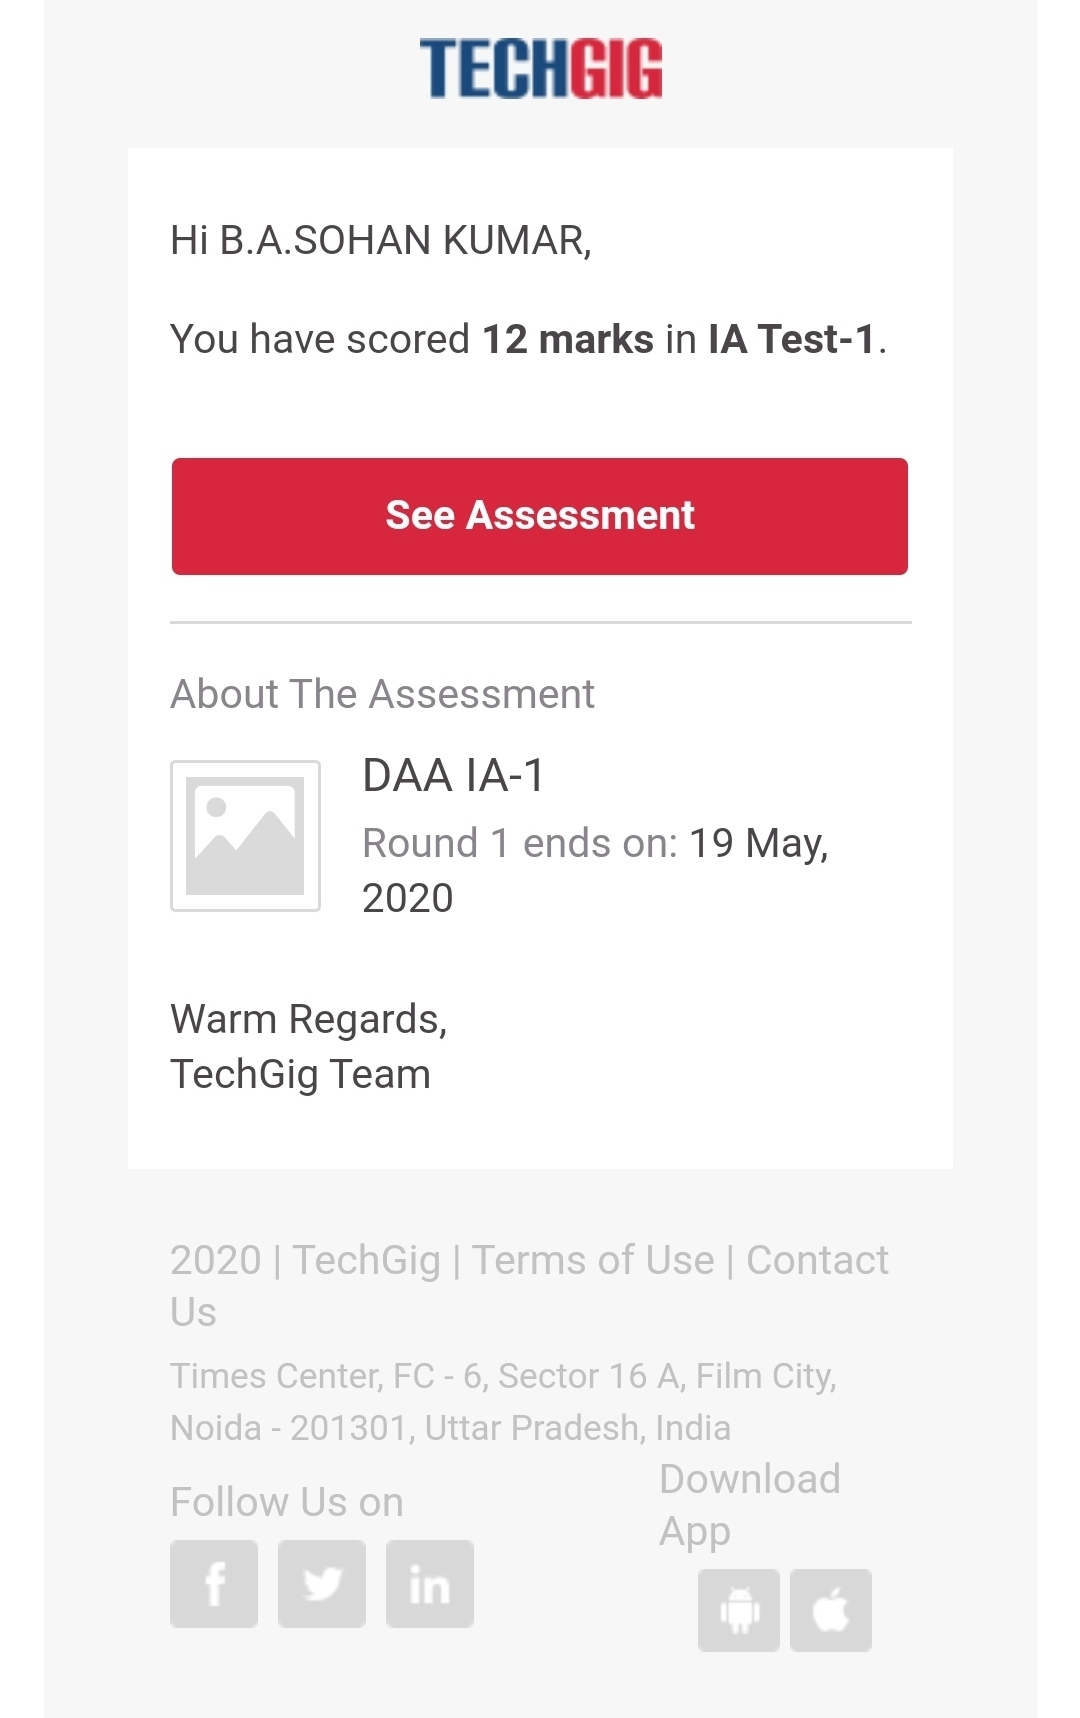 TECHGIG
Hi B.A.SOHAN KUMAR,
You have scored 12 marks in IA Test-1.
See Assessment
About The Assessment
DAA IA-1
Round 1 ends on: 19 May,
2020
Warm Regards,
TechGig Team
2020 | TechGig | Terms of Use | Contact
Us
Times Center, FC - 6, Sector 16 A, Film City,
Noida - 201301, Uttar Pradesh, India
Follow Us on
Download
App
f
in